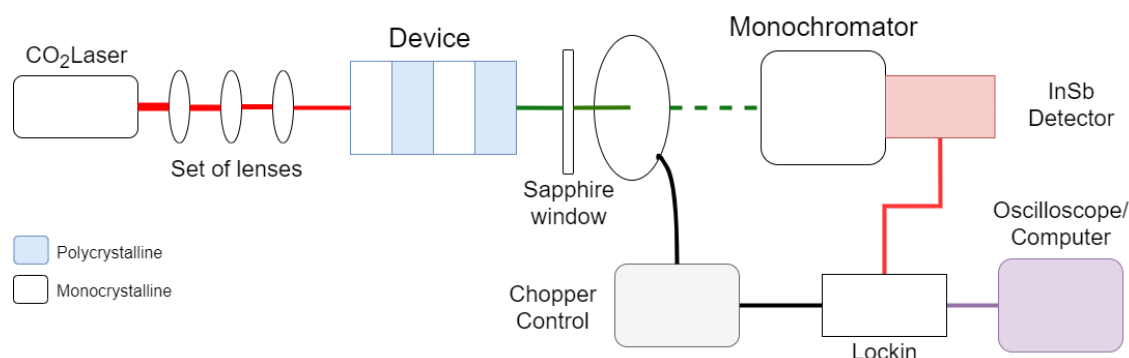 CO₂Laser
Set of lenses
Device
Sapphire
window
Monochromator
InSb
Detector
Polycrystalline
Monocrystalline
Chopper
Control
Lockin
Oscilloscope/
Computer